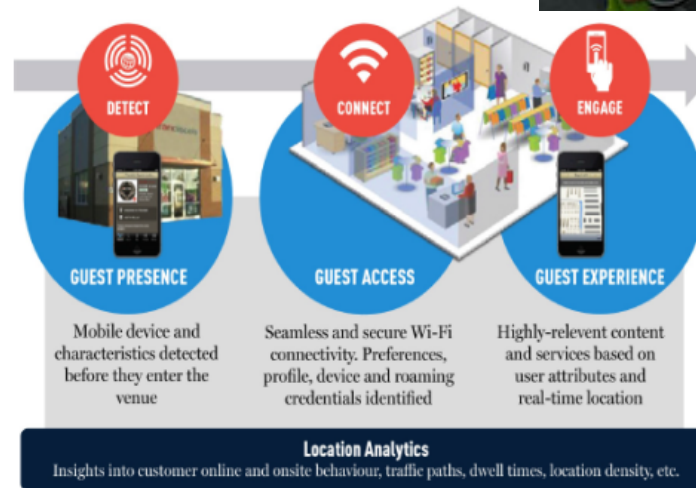 DETECT
CONNECT
ENGAGE
GUEST PRESENCE
GUEST ACCESS
GUEST EXPERIENCE
Mobile device and
characteristics detected
before they enter the
venue
Seamless and secure Wi-Fi
connectivity. Preferences,
profile, device and roaming
credentials identified
Highly-relevent content
and services based on
user attributes and
real-time location
Location Analytics
Insights into customer online and onsite behaviour, traffic paths, dwell times, location density, etc.